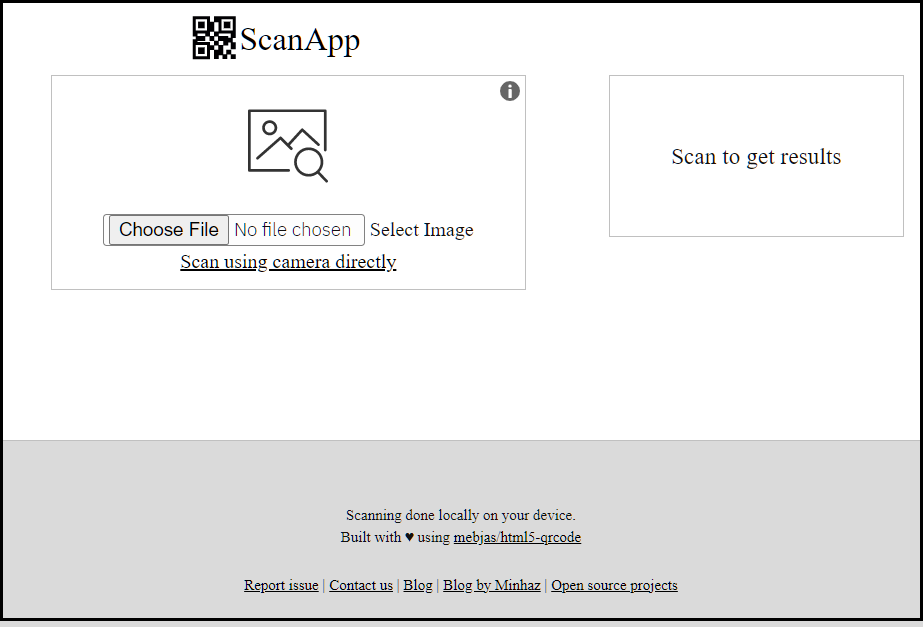 ScanApp
Choose File No file chosen Select Image
Scan using camera directly
Scan to get results
Scanning done locally on your device.
Built with ♥ using mebjas/html5-qrcode
Report issue | Contact us | Blog | Blog by Minhaz | Open source projects